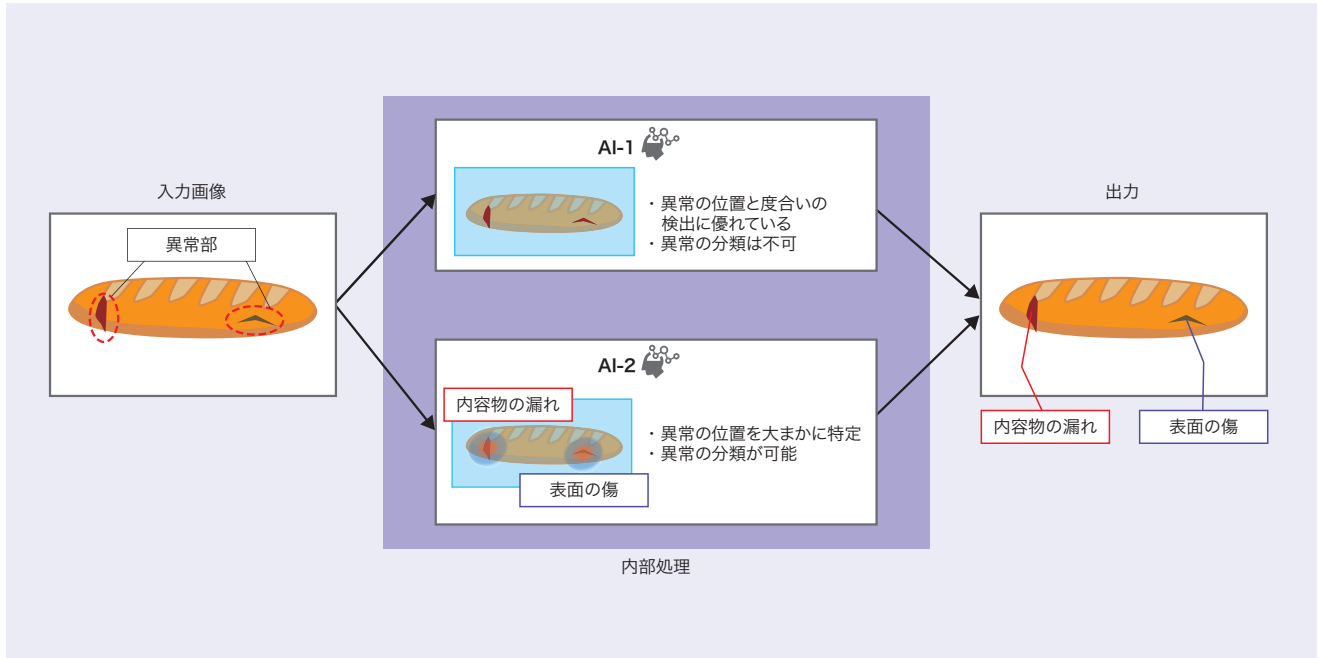 入力画像
異常部
AI-1
・異常の位置と度合いの
検出に優れている
・異常の分類は不可
AI-2
内容物の漏れ
表面の傷
・異常の位置を大まかに特定
・異常の分類が可能
内部処理
出力
内容物の漏れ
表面の傷